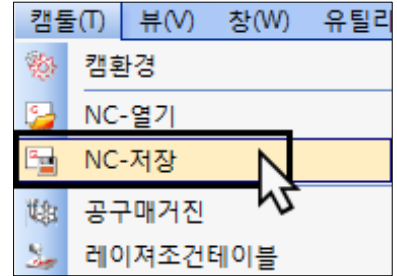 캠툴(T) 뷰(V) 창(W) 유틸리
캠환경
NC-열기
NC-저장
공구매거진
레이져조건테이블